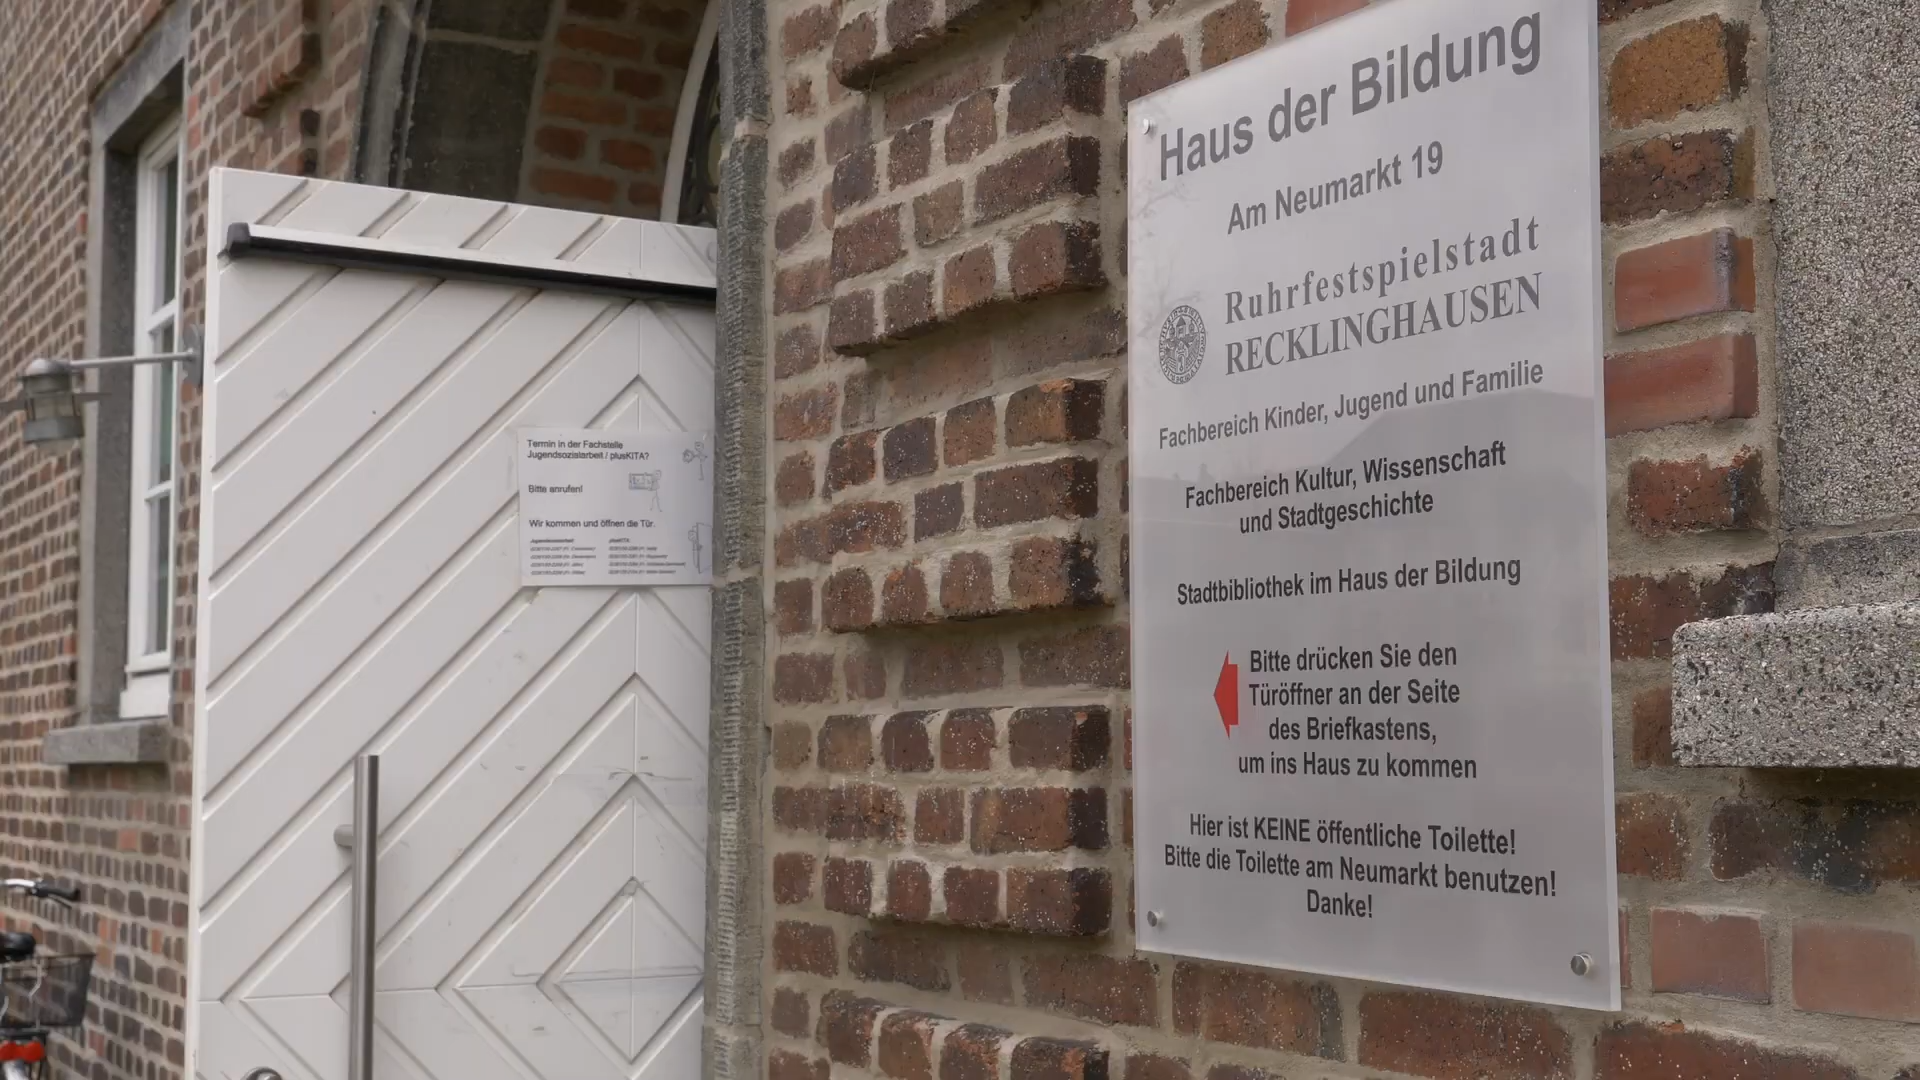 Haus der Bildung
Am Neumarkt 19
Ruhrfestspielstadt
RECKLINGHAUSEN
Fachbereich Kinder, Jugend und Familie
Fachbereich Kultur, Wissenschaft
und Stadtgeschichte
Stadtbibliothek im Haus der Bildung
Bitte drücken Sie den
Türöffner an der Seite
des Briefkastens,
um ins Haus zu kommen
Hier ist KEINE öffentliche Toilette!
Bitte die Toilette am Neumarkt benutzen!
Danke!
Termin in der Fachstelle
Jugendsozialarbeit / plusKITA?
Bitte anrufen!
Wir kommen und öffnen die Tür.
Jugendsozialarbeit plusKITA